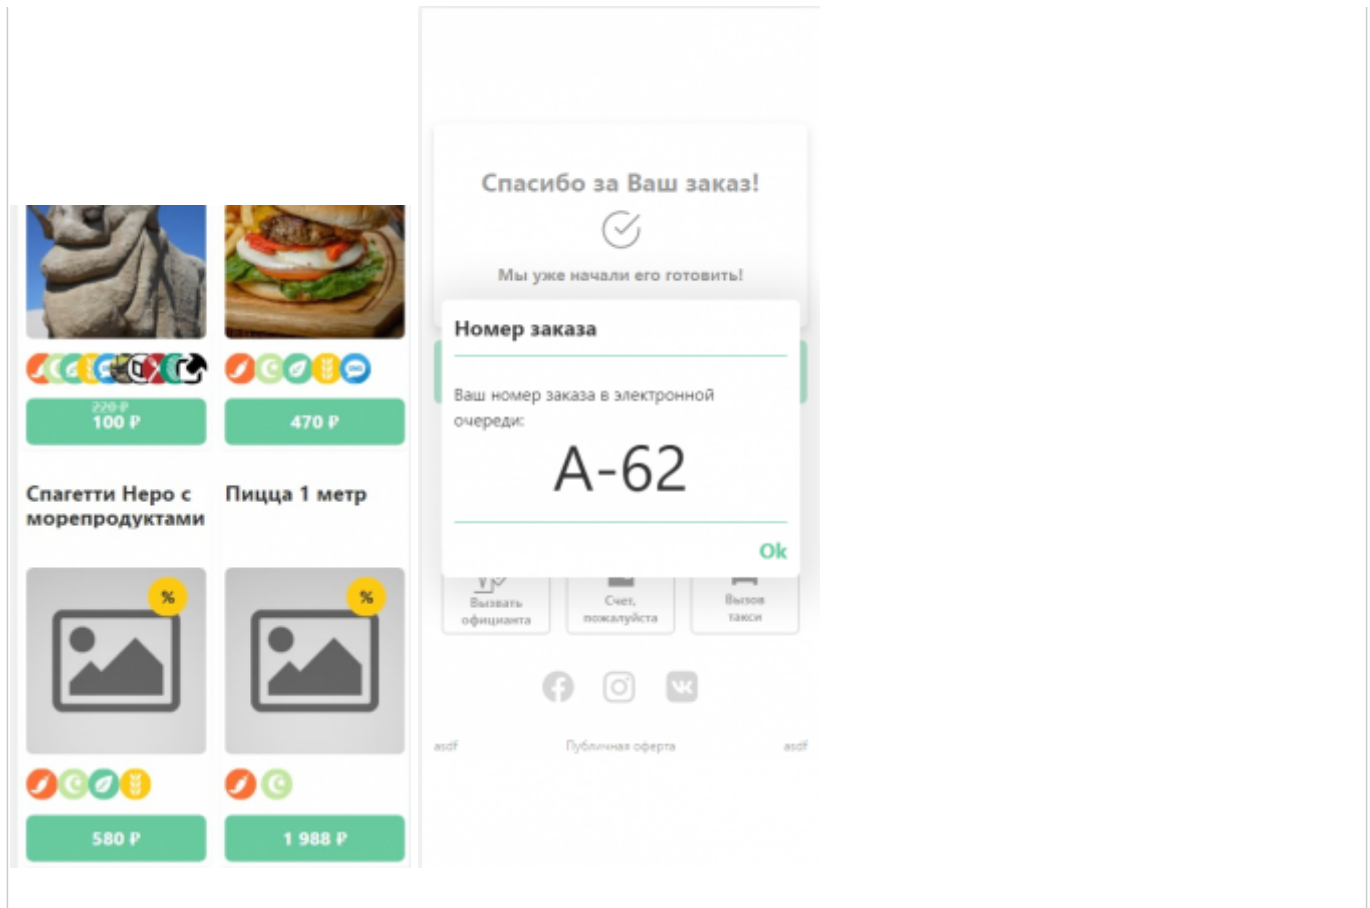 220 ₽
100 ₽
470 ₽
Спагетти Неро с
морепродуктами
Пицца 1 метр
%
%
580 ₽
1 988 ₽
Спасибо за Ваш заказ!
Мы уже начали его готовить!
Номер заказа
Ваш номер заказа в электронной
очереди:
A-62
Ok
Вызвать
официанта
Счет,
пожалуйста
Вызов
такси
asdf
Публичная оферта
asdf